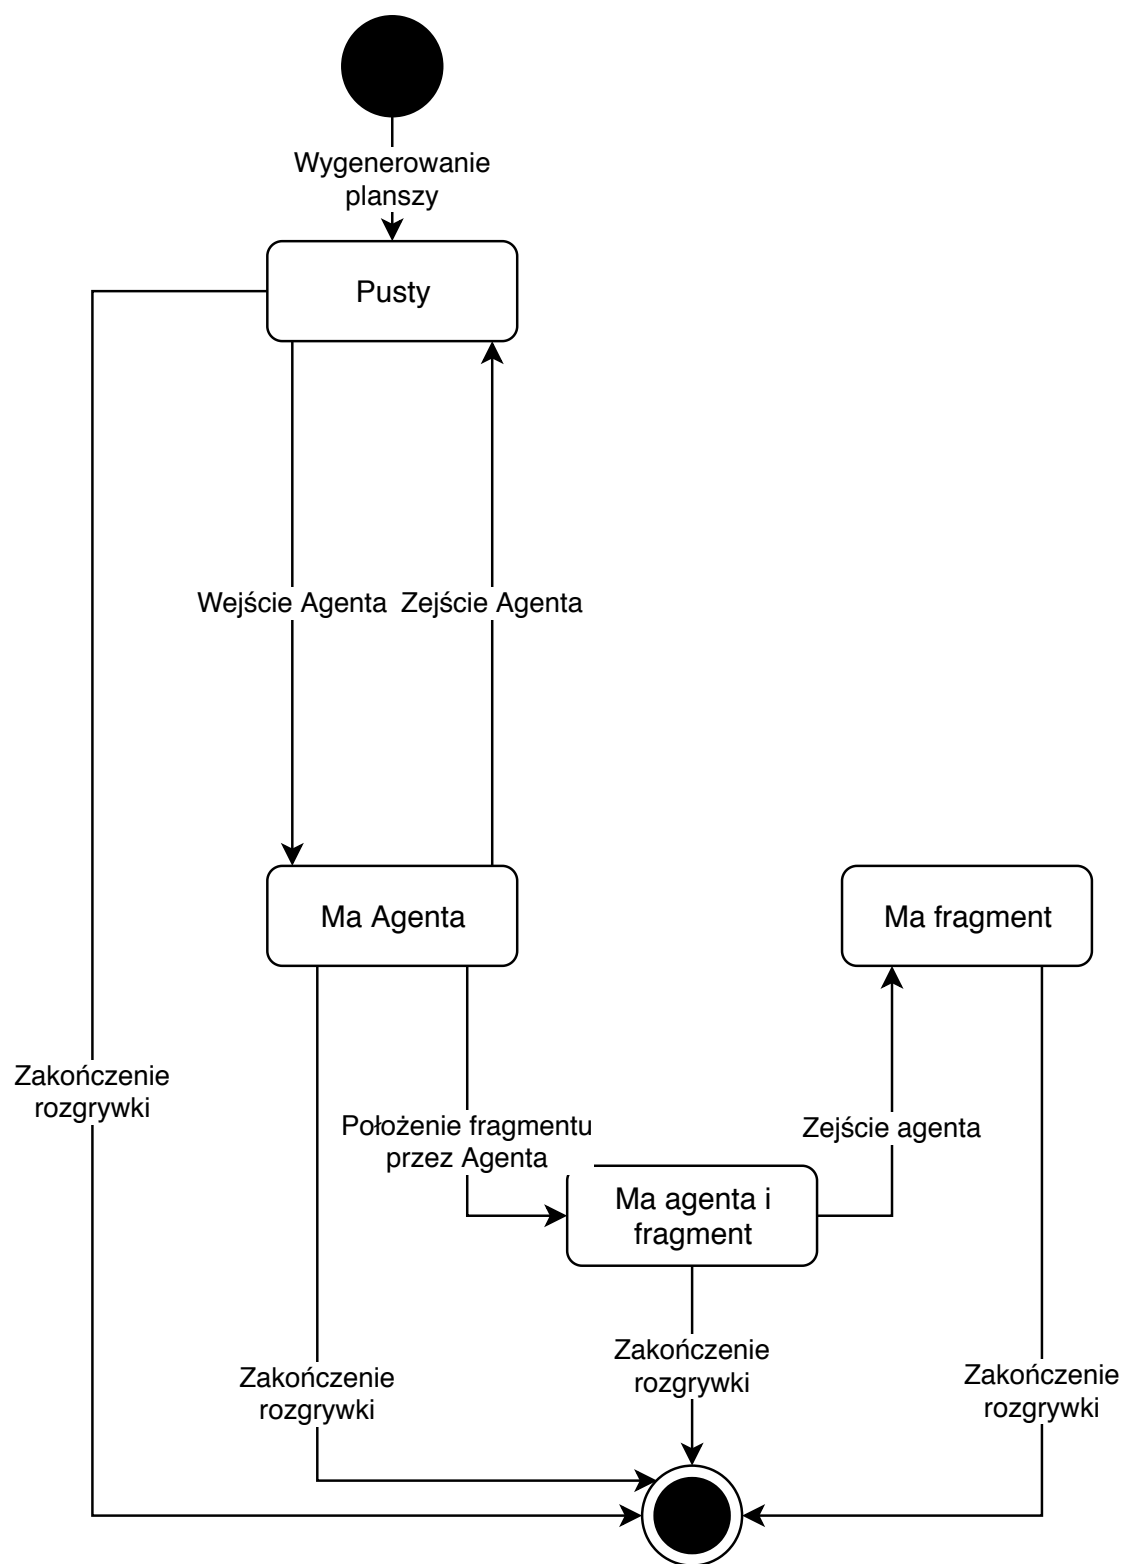 Wygenerowanie
planszy
Pusty
Wejście Agenta
Zejście Agenta
Ma Agenta
Ma fragment
Zakończenie
rozgrywki
Położenie fragmentu
przez Agenta
Zejście agenta
Ma agenta i
fragment
Zakończenie
rozgrywki
Zakończenie
rozgrywki
Zakończenie
rozgrywki